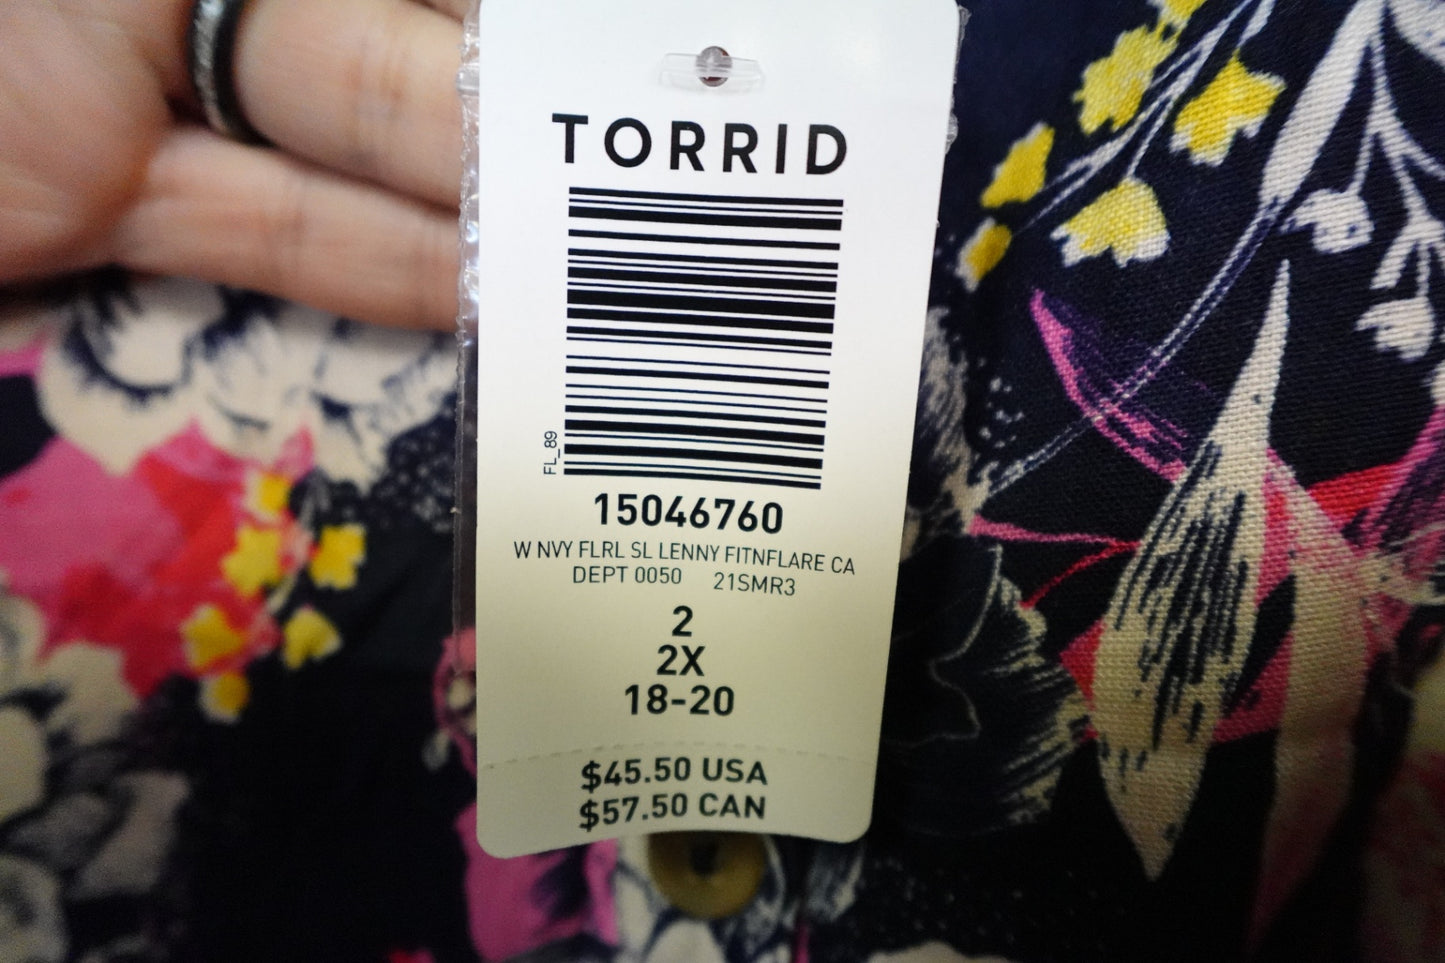 TORRID
FL_89
15046760
W NVY FLRL SL LENNY FITNFLARE CA
DEPT 0050 21SMR3
2
2X
18-20
$45.50 USA
$57.50 CAN